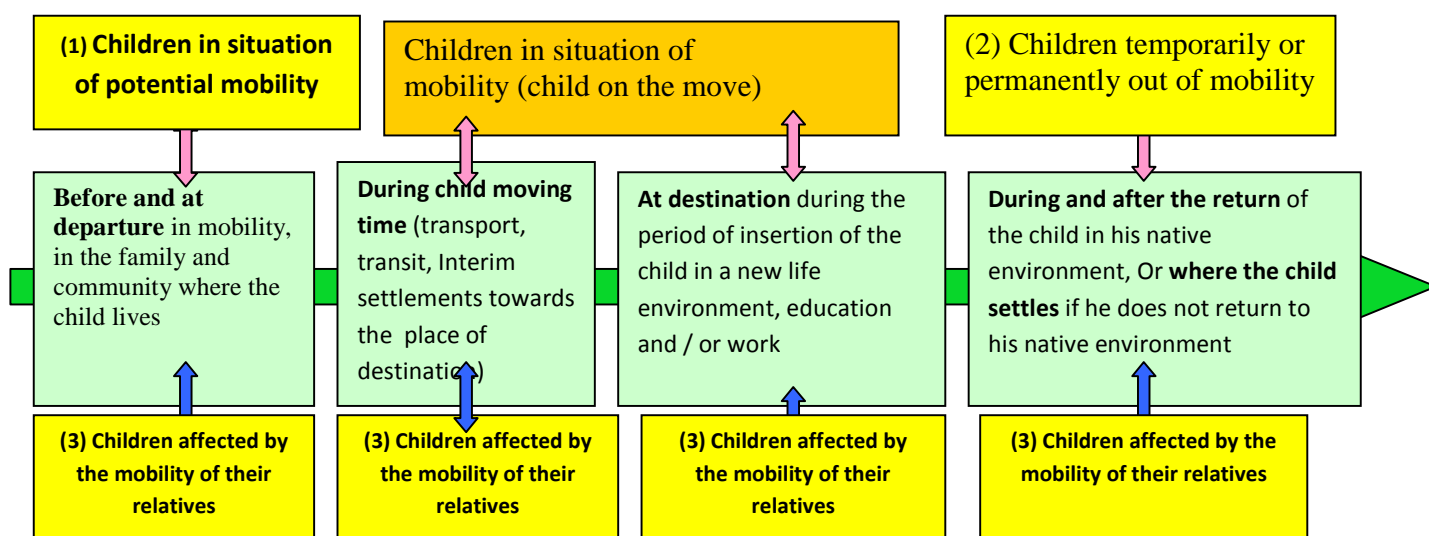 (1) Children in situation
of potential mobility
Children in situation of
mobility (child on the move)
(2) Children temporarily or
permanently out of mobility
Before and at
departure in mobility,
in the family and
community where the
child lives
During child moving
time (transport,
transit, Interim
settlements towards
the place of
destination)
At destination during the
period of insertion of the
child in a new life
environment, education
and / or work
During and after the return of
the child in his native
environment, Or where the child
settles if he does not return to
his native environment
(3) Children affected by
the mobility of their
relatives
(3) Children affected by
the mobility of their
relatives
(3) Children affected by
the mobility of their
relatives
(3) Children affected by the
mobility of their relatives